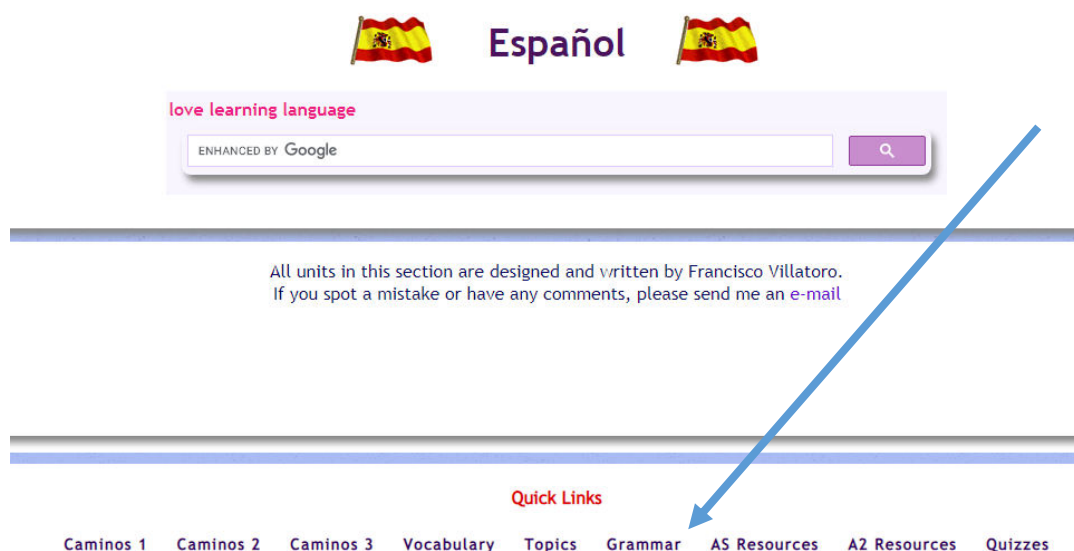 Español
love learning language
ENHANCED BY Google
All units in this section are designed and written by Francisco Villatoro.
If you spot a mistake or have any comments, please send me an e-mail
Quick Links
Caminos 1 Caminos 2 Caminos 3 Vocabulary Topics Grammar AS Resources A2 Resources Quizzes